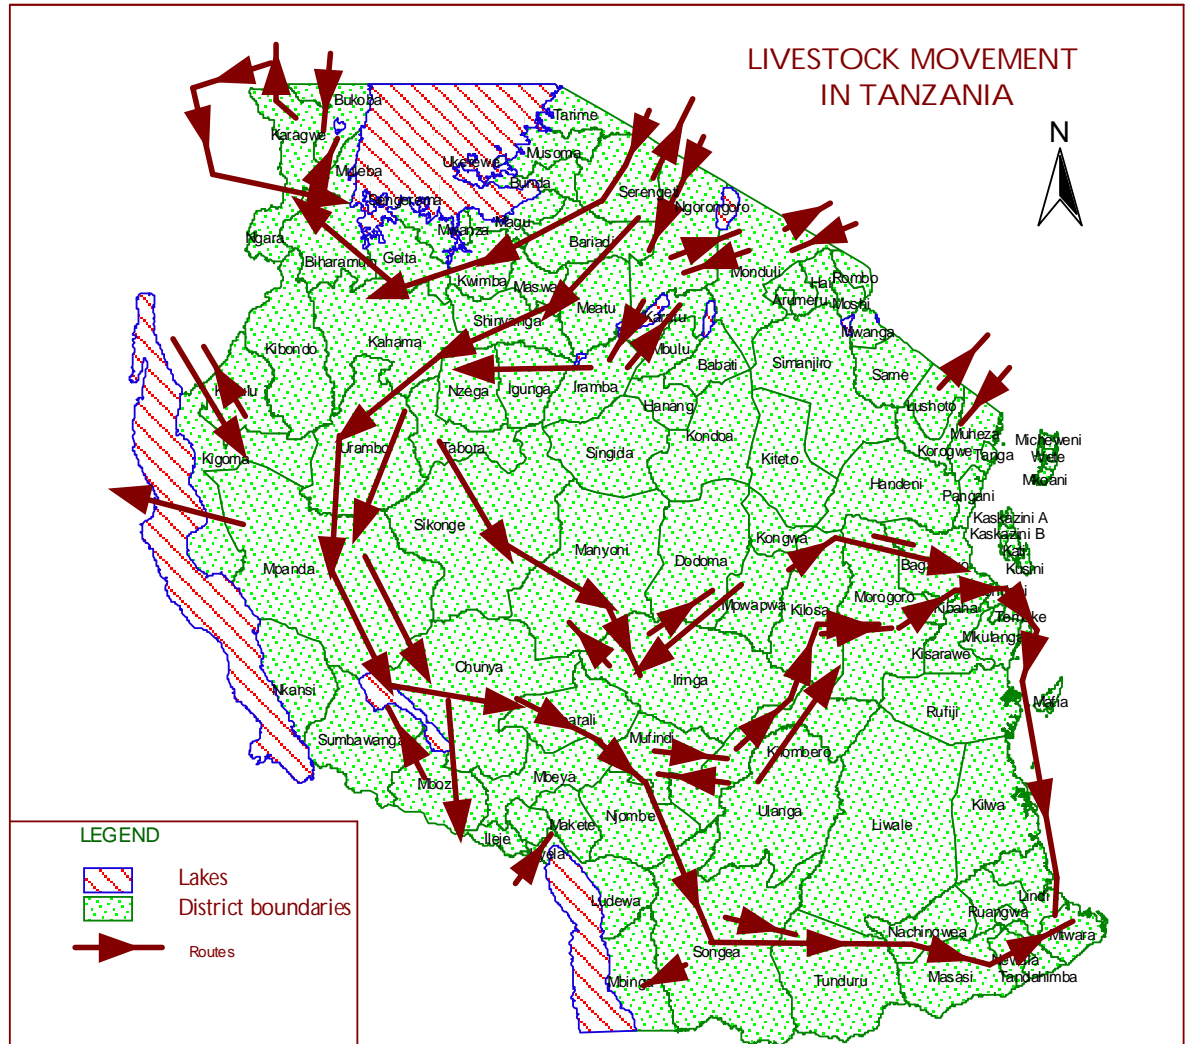 LIVESTOCK MOVEMENT
IN TANZANIA
N
Bukoba
Tarime
Karagwe
Musoma
Ukerewe
Muleba
Bunda
Serengeti
Sengerema
Ngorongoro
Magu
Mwanza
Ngara
Bariadi
Geita
Biharamulo
Monduli
Kwimba
Hai
Rombo
Maswa
Arumeru
Moshi
Meatu
Karatu
Shinyanga
Mwanga
Kahama
Kibondo
Mbulu
Babati
Simanjiro
Same
Nzega
Igunga
Iramba
Hanang
Lushoto
Kondoa
Muheza
Micheweni
Urambo
Tabora
Singida
Korogwe
Tanga
Wete
Kigoma
Kiteto
Mkoani
Handeni
Pangani
Sikonge
Kaskazini A
Kongwa
Kaskazini B
Manyoni
Dodoma
Kati
Mpanda
Kusini
Morogoro
Mpwapwa
Kilosa
Kibaha
Temeke
Mkuranga
Chunya
Kisarawe
Iringa
Nkansi
Mafia
Rufiji
Sumbawanga
Mufindi
Kilombero
Mbeya
Mbozi
Kilwa
Ulanga
Njombe
Makete
Liwale
Ileje
Ludewa
Lindi
Ruangwa
Nachingwea
Mtwara
Songea
Newala
Mbinga
Tunduru
Masasi
Tandahimba
LEGEND
Lakes
District boundaries
Routes